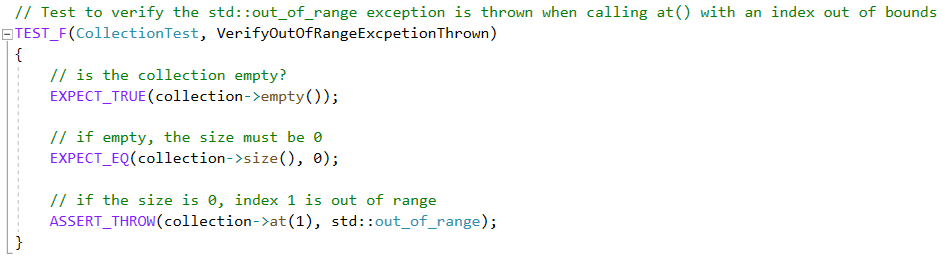 // Test to verify the std::out_of_range exception is thrown when calling at() with an index out of bounds
TEST_F(CollectionTest, VerifyOutOfRangeExcpetionThrown)
{
// is the collection empty?
EXPECT_TRUE(collection->empty());
// if empty, the size must be 0
EXPECT_EQ(collection->size(), 0);
// if the size is 0, index 1 is out of range
ASSERT_THROW(collection->at(1), std::out_of_range);
}